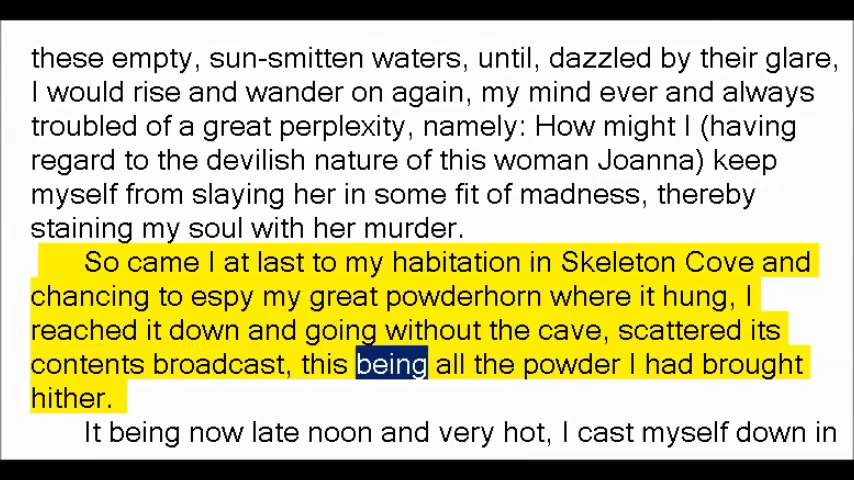 these empty, sun-smitten waters, until, dazzled by their glare,
I would rise and wander on again, my mind ever and always
troubled of a great perplexity, namely: How might I (having
regard to the devilish nature of this woman Joanna) keep
myself from slaying her in some fit of madness, thereby
staining my soul with her murder.
So came I at last to my habitation in Skeleton Cove and
chancing to espy my great powderhorn where it hung, I
reached it down and going without the cave, scattered its
contents broadcast, this being all the powder I had brought
hither.
It being now late noon and very hot, I cast myself down in